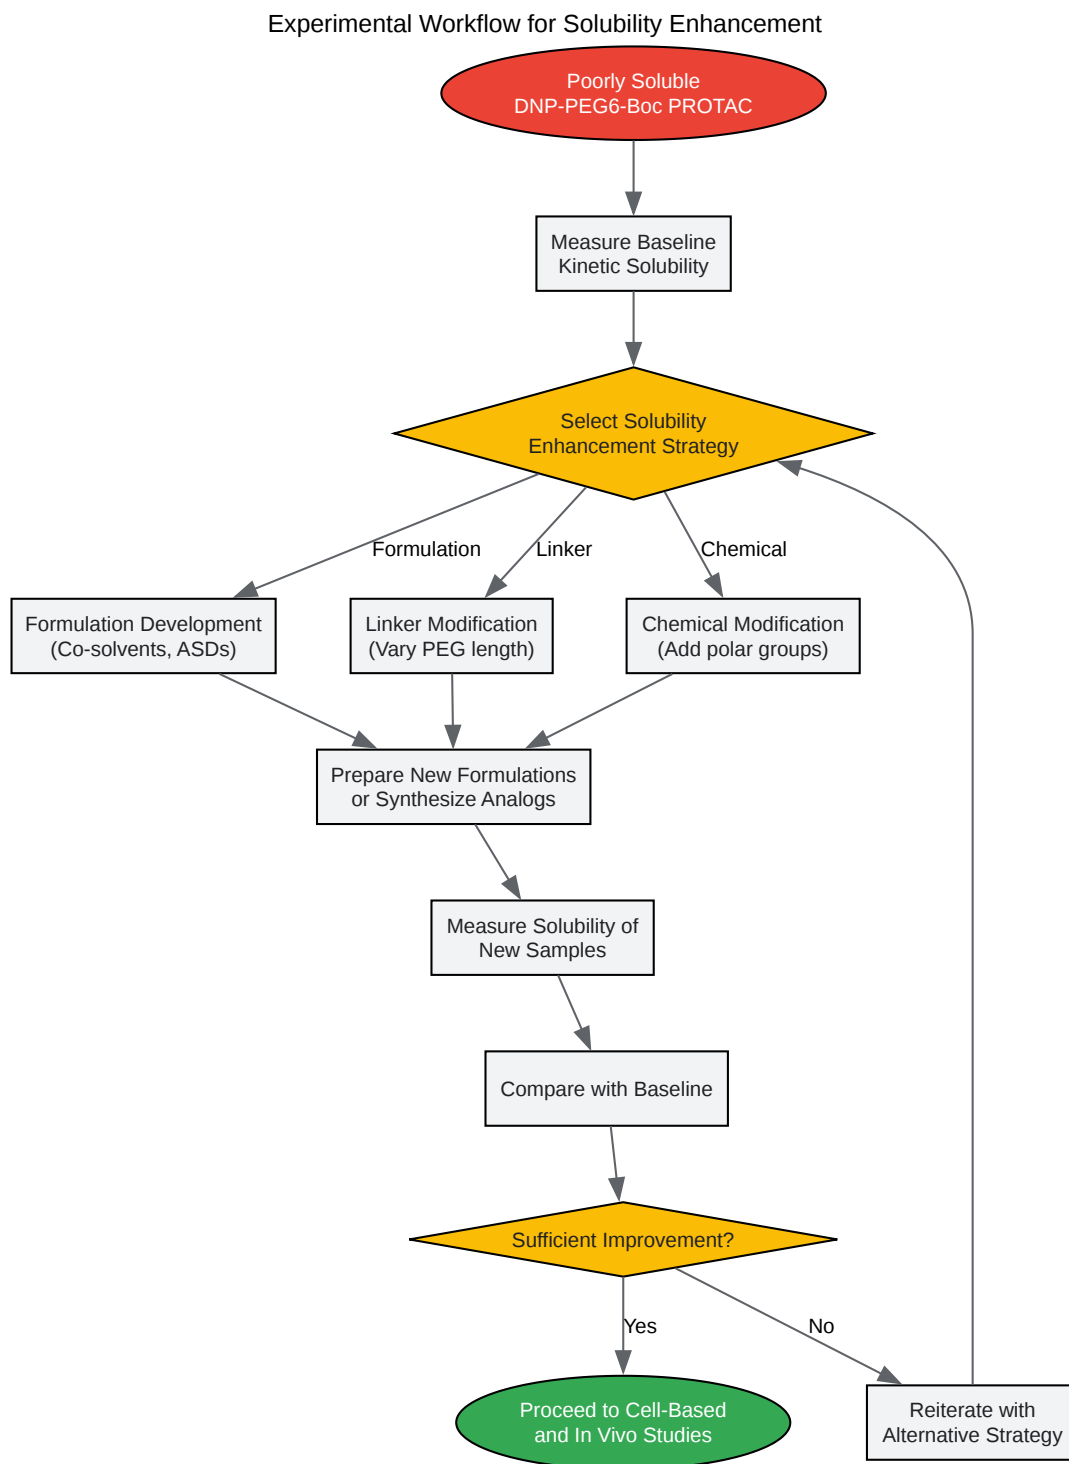 Experimental Workflow for Solubility Enhancement
Poorly Soluble
DNP-PEG6-Boc PROTAC
Measure Baseline
Kinetic Solubility
Select Solubility
Enhancement Strategy
Formulation
Linker
Chemical
Formulation Development
(Co-solvents, ASDs)
Linker Modification
(Vary PEG length)
Chemical Modification
(Add polar groups)
Prepare New Formulations
or Synthesize Analogs
Measure Solubility of
New Samples
Compare with Baseline
Sufficient Improvement?
Yes
No
Proceed to Cell-Based
and In Vivo Studies
Reiterate with
Alternative Strategy